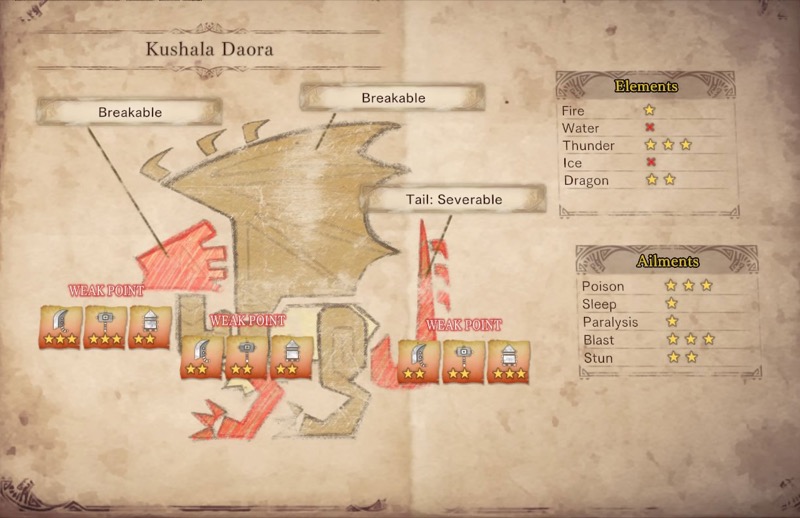 Kushala Daora
Breakable
Breakable
Tail: Severable
WEAK POINT
WEAK POINT
WEAK POINT
Elements
Fire
Water
Thunder
Ice
Dragon
Ailments
Poison
Sleep
Paralysis
Blast
Stun